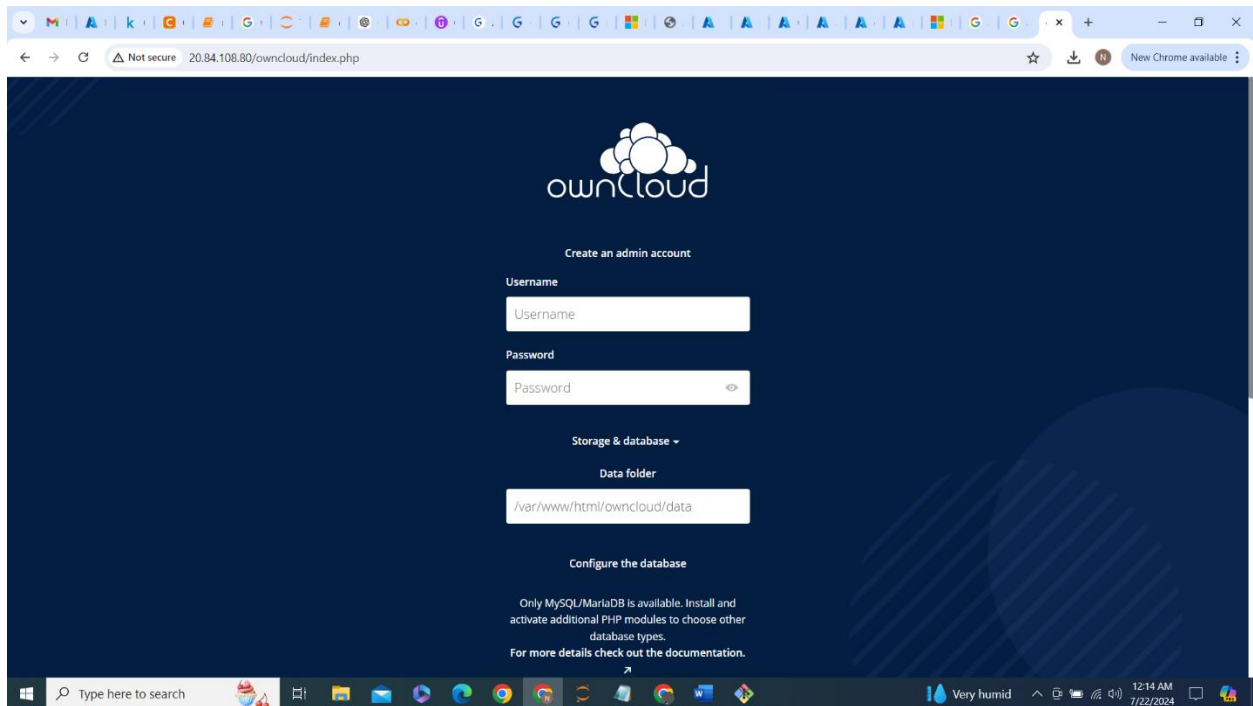 Not secure 20.84.108.80/owncloud/index.php N New Chrome available
ownCloud
Create an admin account
Username
Username
Password
Password
Storage & database
Data folder
/var/www/html/owncloud/data
Configure the database
Only MySQL/MariaDB is available. Install and
activate additional PHP modules to choose other
database types.
For more details check out the documentation.
Type here to search Very humid 12:14 AM
7/22/2024